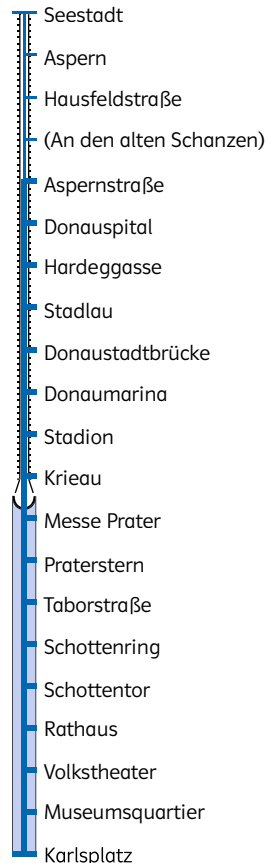 Seestadt
Aspern
Hausfeldstraße
(An den alten Schanzen)
Aspernstraße
Donauspital
Hardeggasse
Stadlau
Donaustadtbrücke
Donaumarina
Stadion
Krieau
Messe Prater
Praterstern
Taborstraße
Schottenring
Schottentor
Rathaus
Volkstheater
Museumsquartier
Karlsplatz